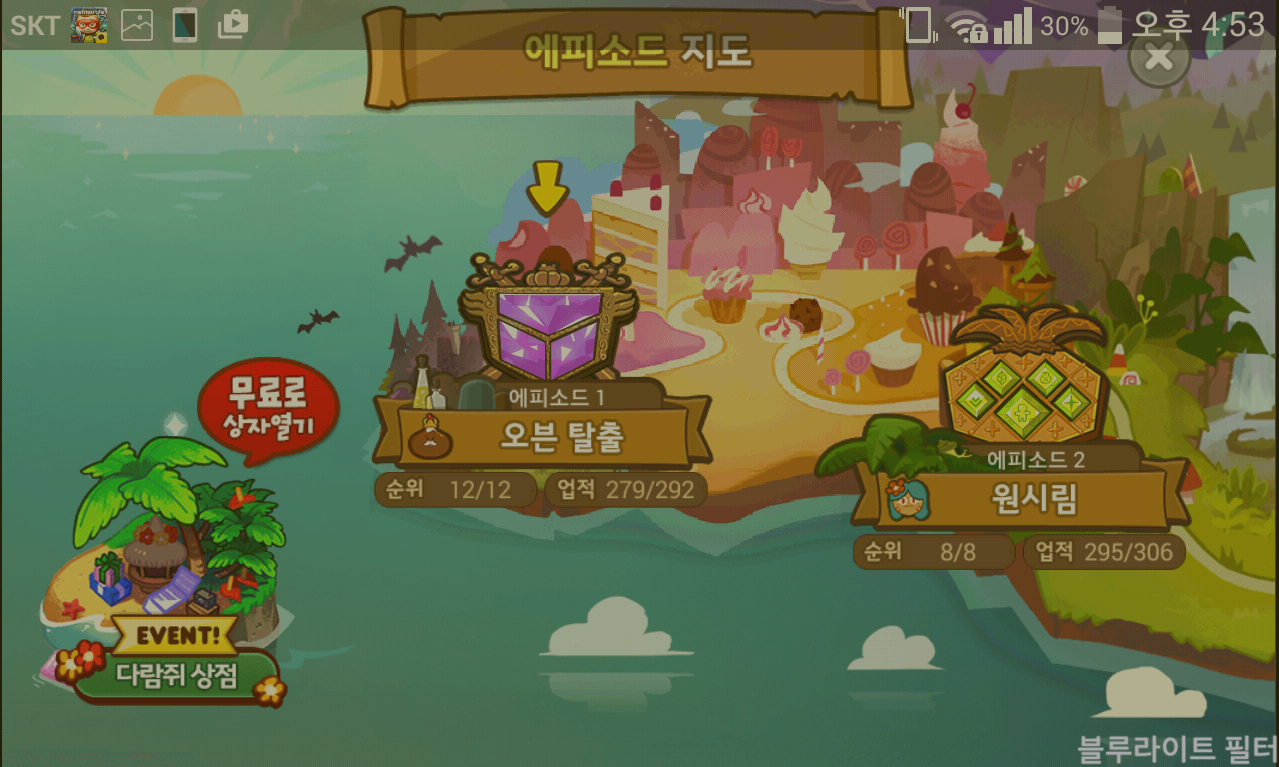 SKT
netmarble
30%
오후 4:53
에피소드 지도
무료로
상자열기
에피소드 1
오븐 탈출
순위 12/12 업적 279/292
에피소드 2
원시림
순위 8/8 업적 295/306
EVENT!
다람쥐 상점
블루라이트 필터